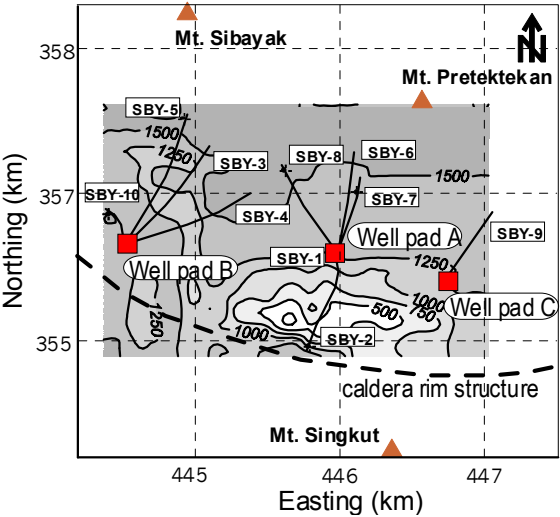 N
358
Mt. Sibayak
Mt. Pretektekan
SBY-5
1500
1250
SBY-3
SBY-8
SBY-6
1500
357
SBY-10
SBY-7
SBY-4
SBY-9
Well pad A
SBY-1
1250
Well pad B
1000
Well pad C
500
750
1250
1000
SBY-2
355
caldera rim structure
Mt. Singkut
445
446
447
Easting (km)
Northing (km)